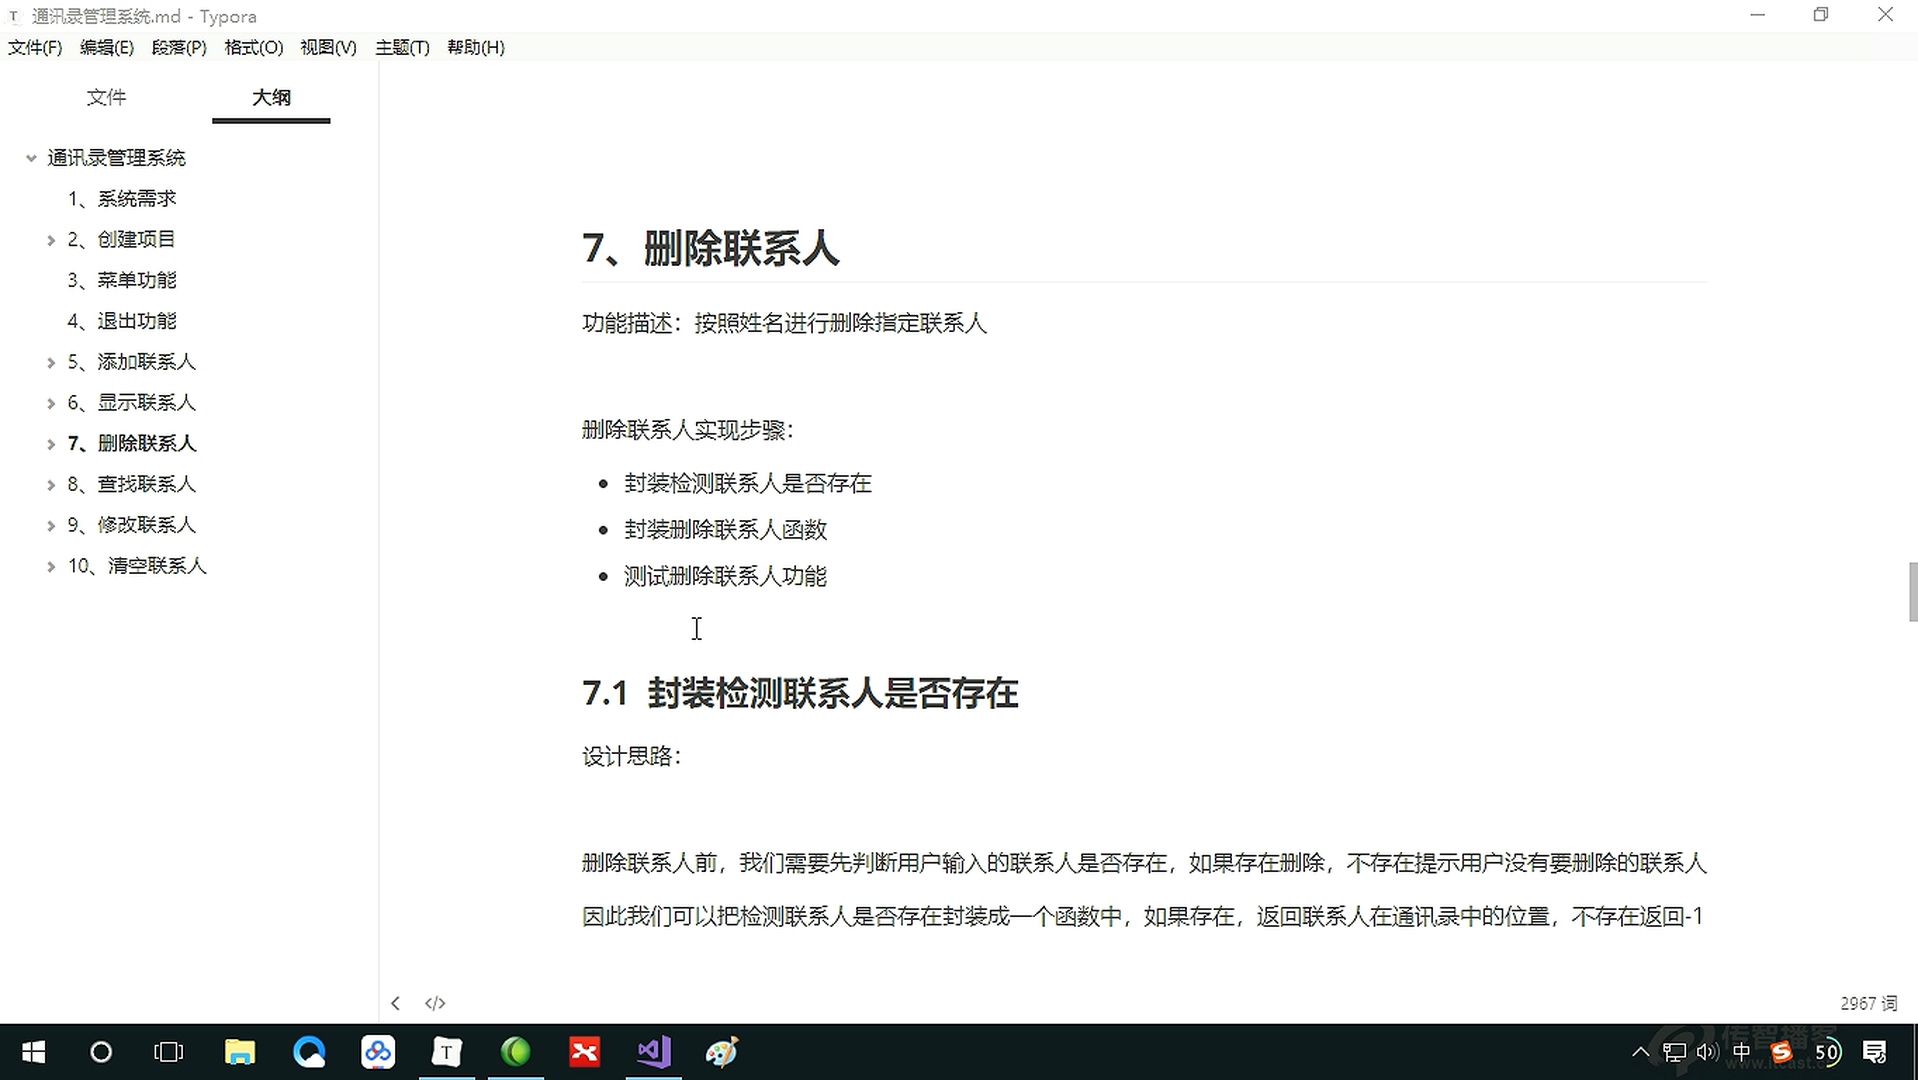 通讯录管理系统.md - Typora
文件(F) 编辑(E) 段落(P) 格式(O) 视图(V) 主题(T) 帮助(H)
文件 大纲
通讯录管理系统
1、系统需求
2、创建项目
3、菜单功能
4、退出功能
5、添加联系人
6、显示联系人
7、删除联系人
8、查找联系人
9、修改联系人
10、清空联系人
7、删除联系人
功能描述：按照姓名进行删除指定联系人
删除联系人实现步骤：
封装检测联系人是否存在
封装删除联系人函数
测试删除联系人功能
7.1 封装检测联系人是否存在
设计思路：
删除联系人前，我们需要先判断用户输入的联系人是否存在，如果存在删除，不存在提示用户没有要删除的联系人
因此我们可以把检测联系人是否存在封装成一个函数中，如果存在，返回联系人在通讯录中的位置，不存在返回-1
2967 词
中
50
传智播客